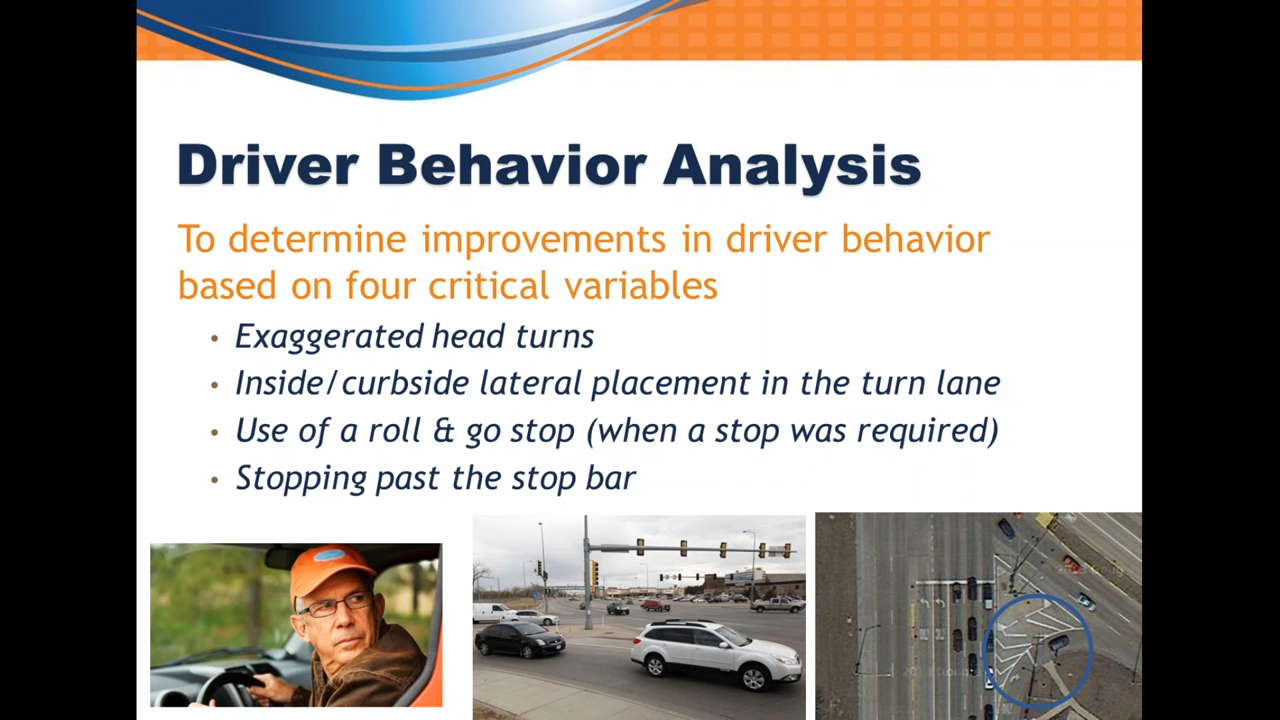 Driver Behavior Analysis
To determine improvements in driver behavior
based on four critical variables
• Exaggerated head turns
• Inside/curbside lateral placement in the turn lane
• Use of a roll & go stop (when a stop was required)
• Stopping past the stop bar